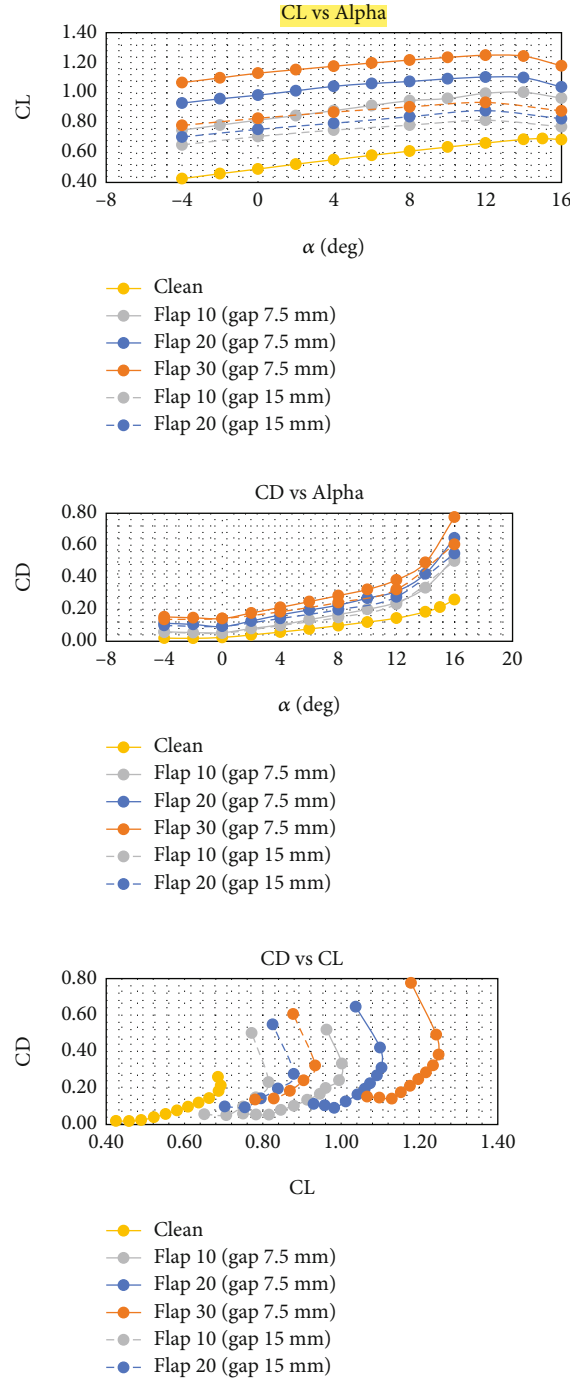 CL vs Alpha
1.40
1.20
1.00
0.80
0.60
0.40
CL
−8 −4 0 4 8 12 16
α (deg)
Clean
Flap 10 (gap 7.5 mm)
Flap 20 (gap 7.5 mm)
Flap 30 (gap 7.5 mm)
Flap 10 (gap 15 mm)
Flap 20 (gap 15 mm)
CD vs Alpha
0.80
0.60
0.40
0.20
0.00
CD
−8 −4 0 4 8 12 16 20
α (deg)
Clean
Flap 10 (gap 7.5 mm)
Flap 20 (gap 7.5 mm)
Flap 30 (gap 7.5 mm)
Flap 10 (gap 15 mm)
Flap 20 (gap 15 mm)
CD vs CL
0.80
0.60
0.40
0.20
0.00
CD
0.40 0.60 0.80 1.00 1.20 1.40
CL
Clean
Flap 10 (gap 7.5 mm)
Flap 20 (gap 7.5 mm)
Flap 30 (gap 7.5 mm)
Flap 10 (gap 15 mm)
Flap 20 (gap 15 mm)